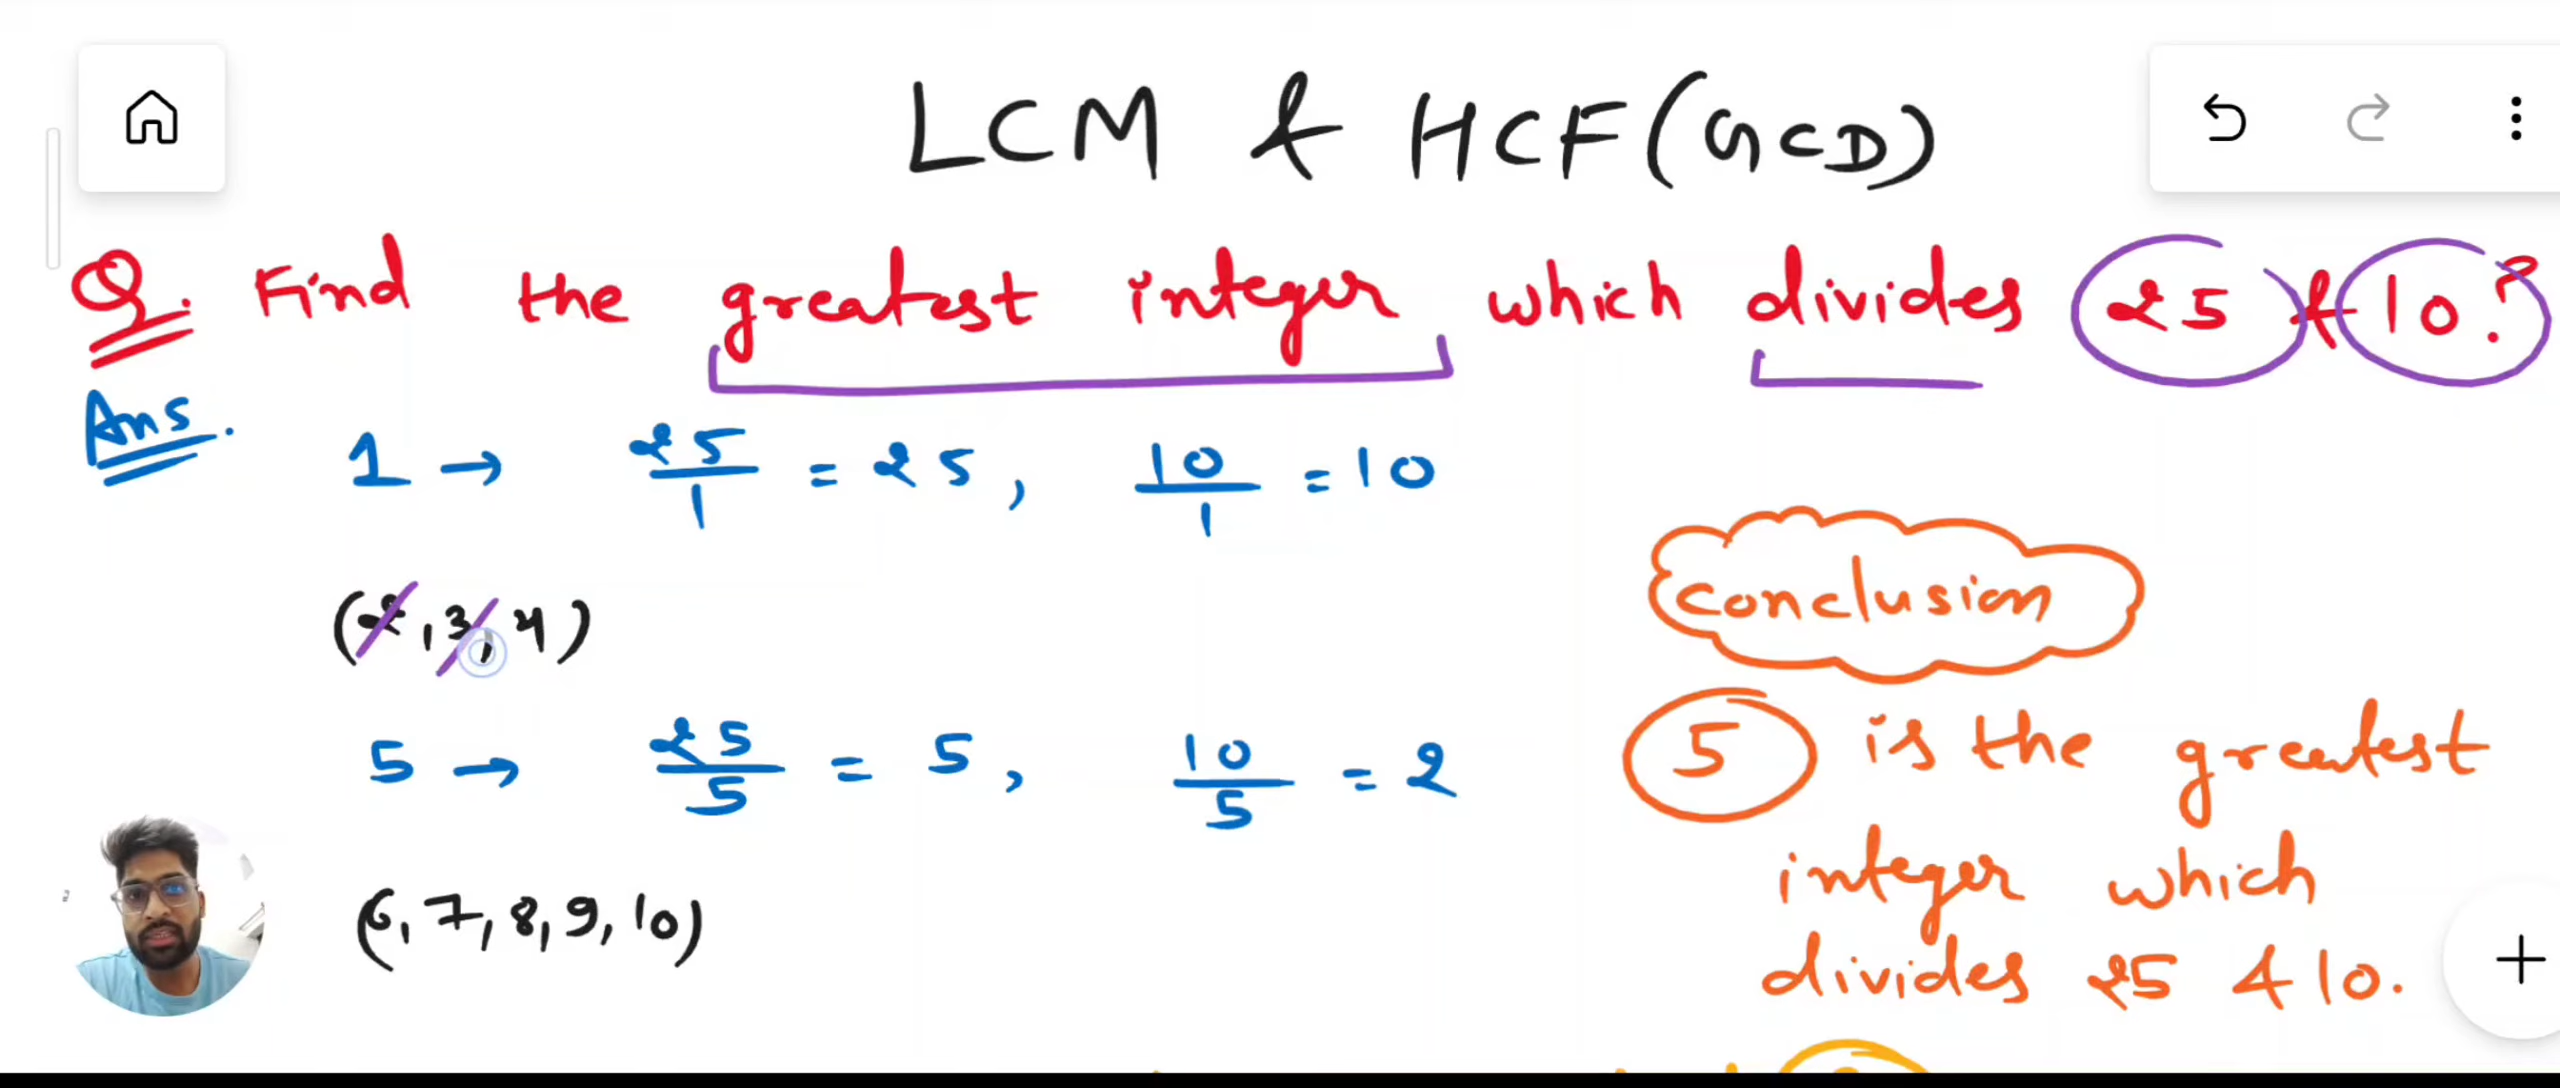 LCM & HCF(GCD)
Q. Find the greatest integer which divides 25 & 10?
Ans.
1 → 25/1 = 25, 10/1 = 10
(2, 3, 4)
Conclusion
5 → 25/5 = 5, 10/5 = 2
5 is the greatest
integer which
divides 25 & 10.
(6, 7, 8, 9, 10)